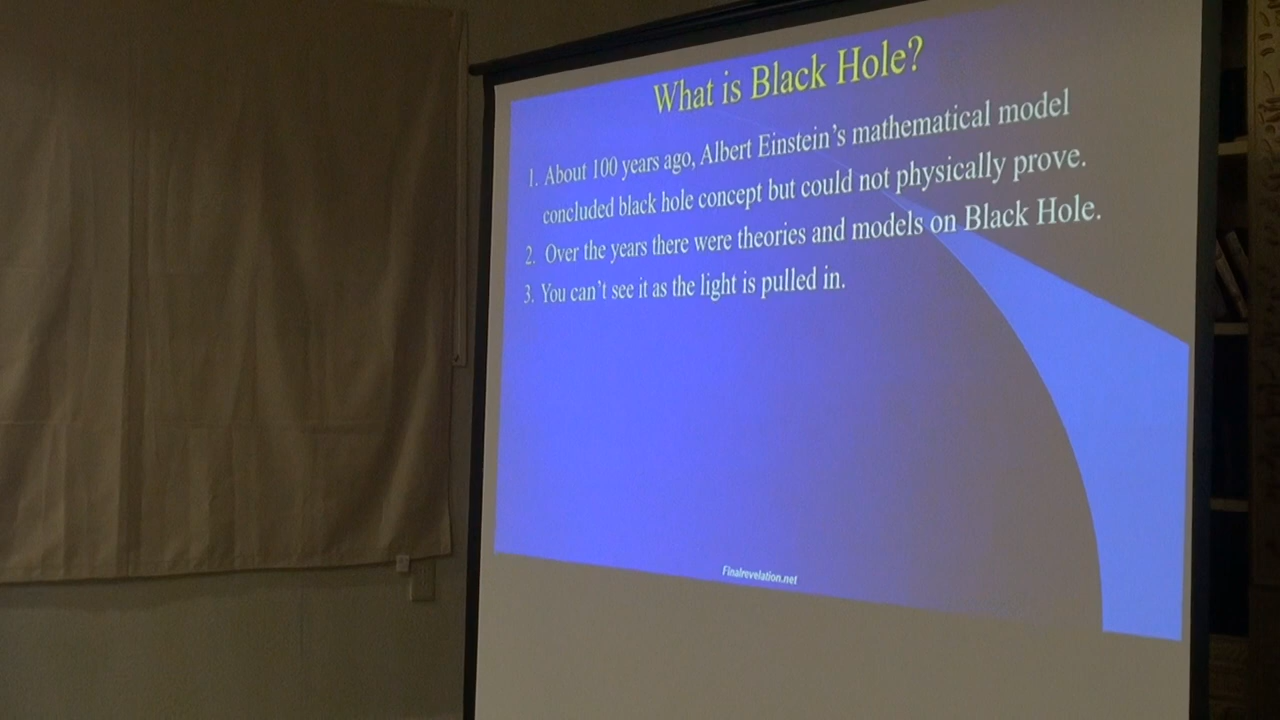 What is Black Hole?
1. About 100 years ago, Albert Einstein's mathematical model
concluded black hole concept but could not physically prove.
2. Over the years there were theories and models on Black Hole.
3. You can't see it as the light is pulled in.
Finalrevelation.net